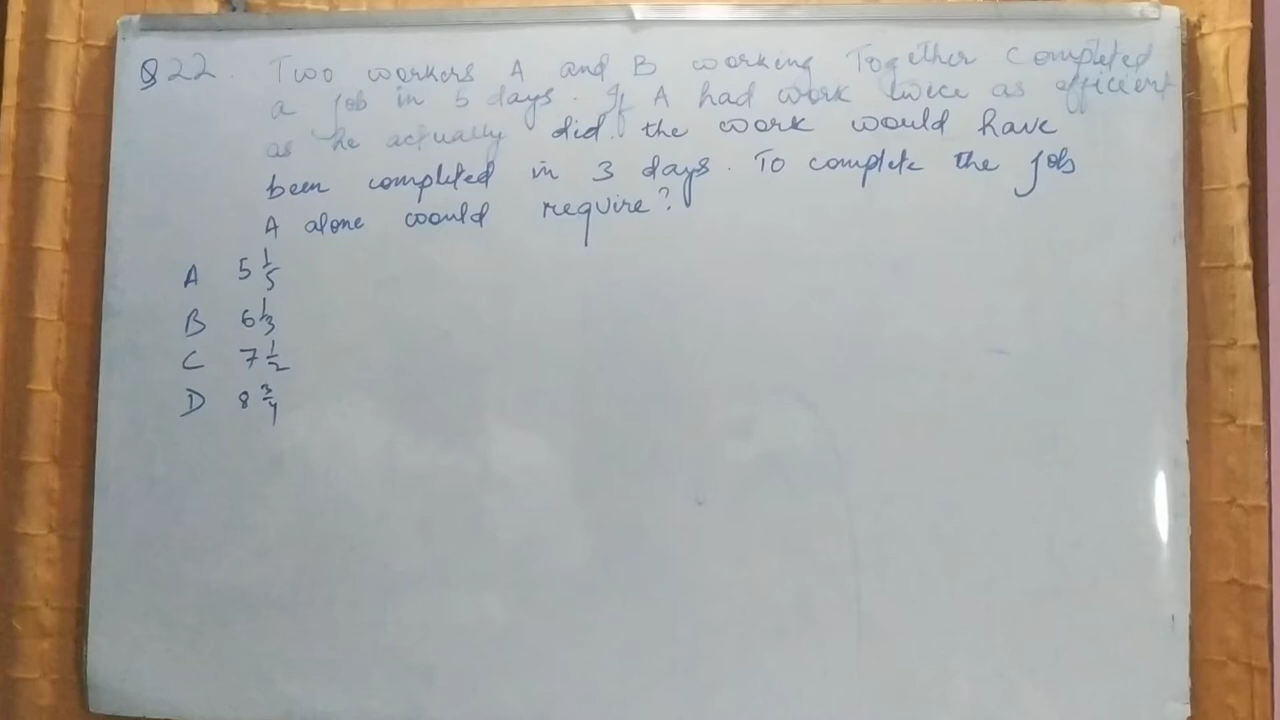 Q 22. Two workers A and B working Together Completed
a job in 5 days. If A had work twice as efficient
as he actually did. the work would have
been completed in 3 days. To complete the job
A alone would require?
A 5 1/5
B 6 1/3
C 7 1/2
D 8 3/4